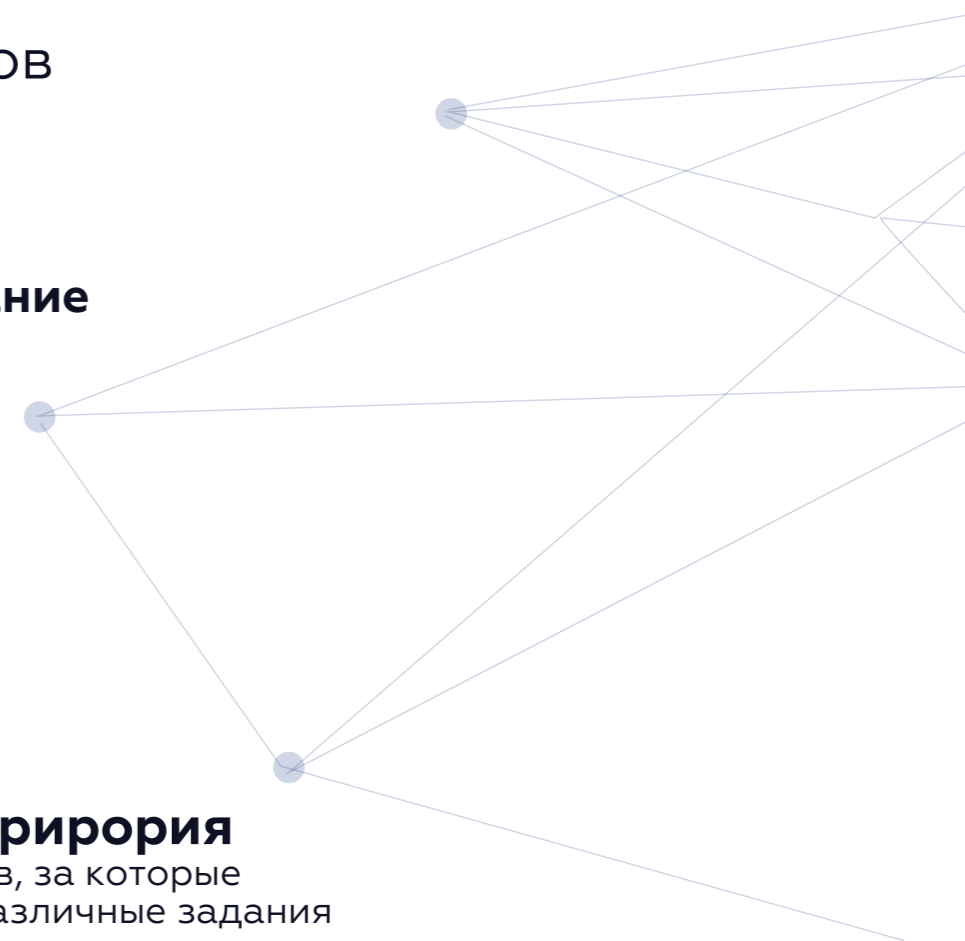 ов
ние
рирория
в, за которые
азличные задания